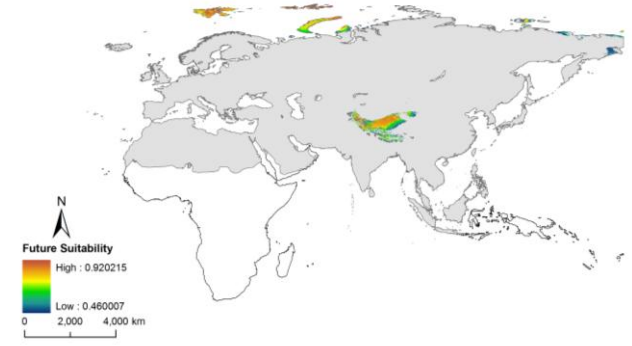 N
Future Suitability
High : 0.920215
Low : 0.460007
0 2,000 4,000 km